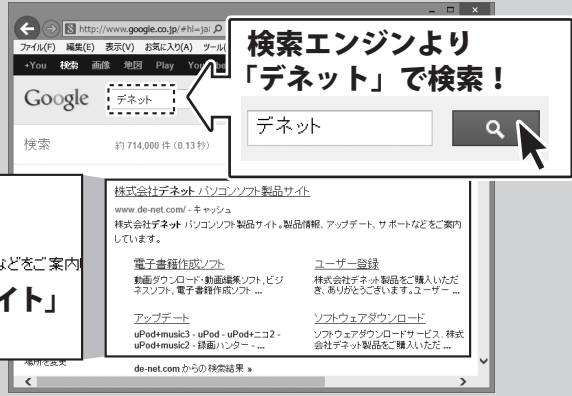 http://www.google.co.jp/#hl=jai
ファイル(F) 編集(E) 表示(V) お気に入り(A) ツール(
+You 検索 画像 地図 Play You be
Google デネット
検索 約 714,000 件 (0.13 秒)
検索エンジンより
「デネット」で検索！
デネット
株式会社デネット パソコンソフト製品サイト
www.de-net.com/ - キャッシュ
株式会社デネット パソコンソフト製品サイト。製品情報、アップデート、サポートなどをご案内
しています。
電子書籍作成ソフト
動画ダウンロード・動画編集ソフト,ビジ
ネスソフト,電子書籍作成ソフト ...
ユーザー登録
株式会社デネット製品をご購入いただ
き、ありがとうございます。ユーザー ...
アップデート
uPod+music3 - uPod - uPod+ニコ2 -
uPod+music2 - 録画ハンター - ...
ソフトウェアダウンロード
ソフトウェアダウンロードサービス、株式
会社デネット製品をご購入いただ ...
などをご案内
イト」
場所を変更
de-net.com からの検索結果 »